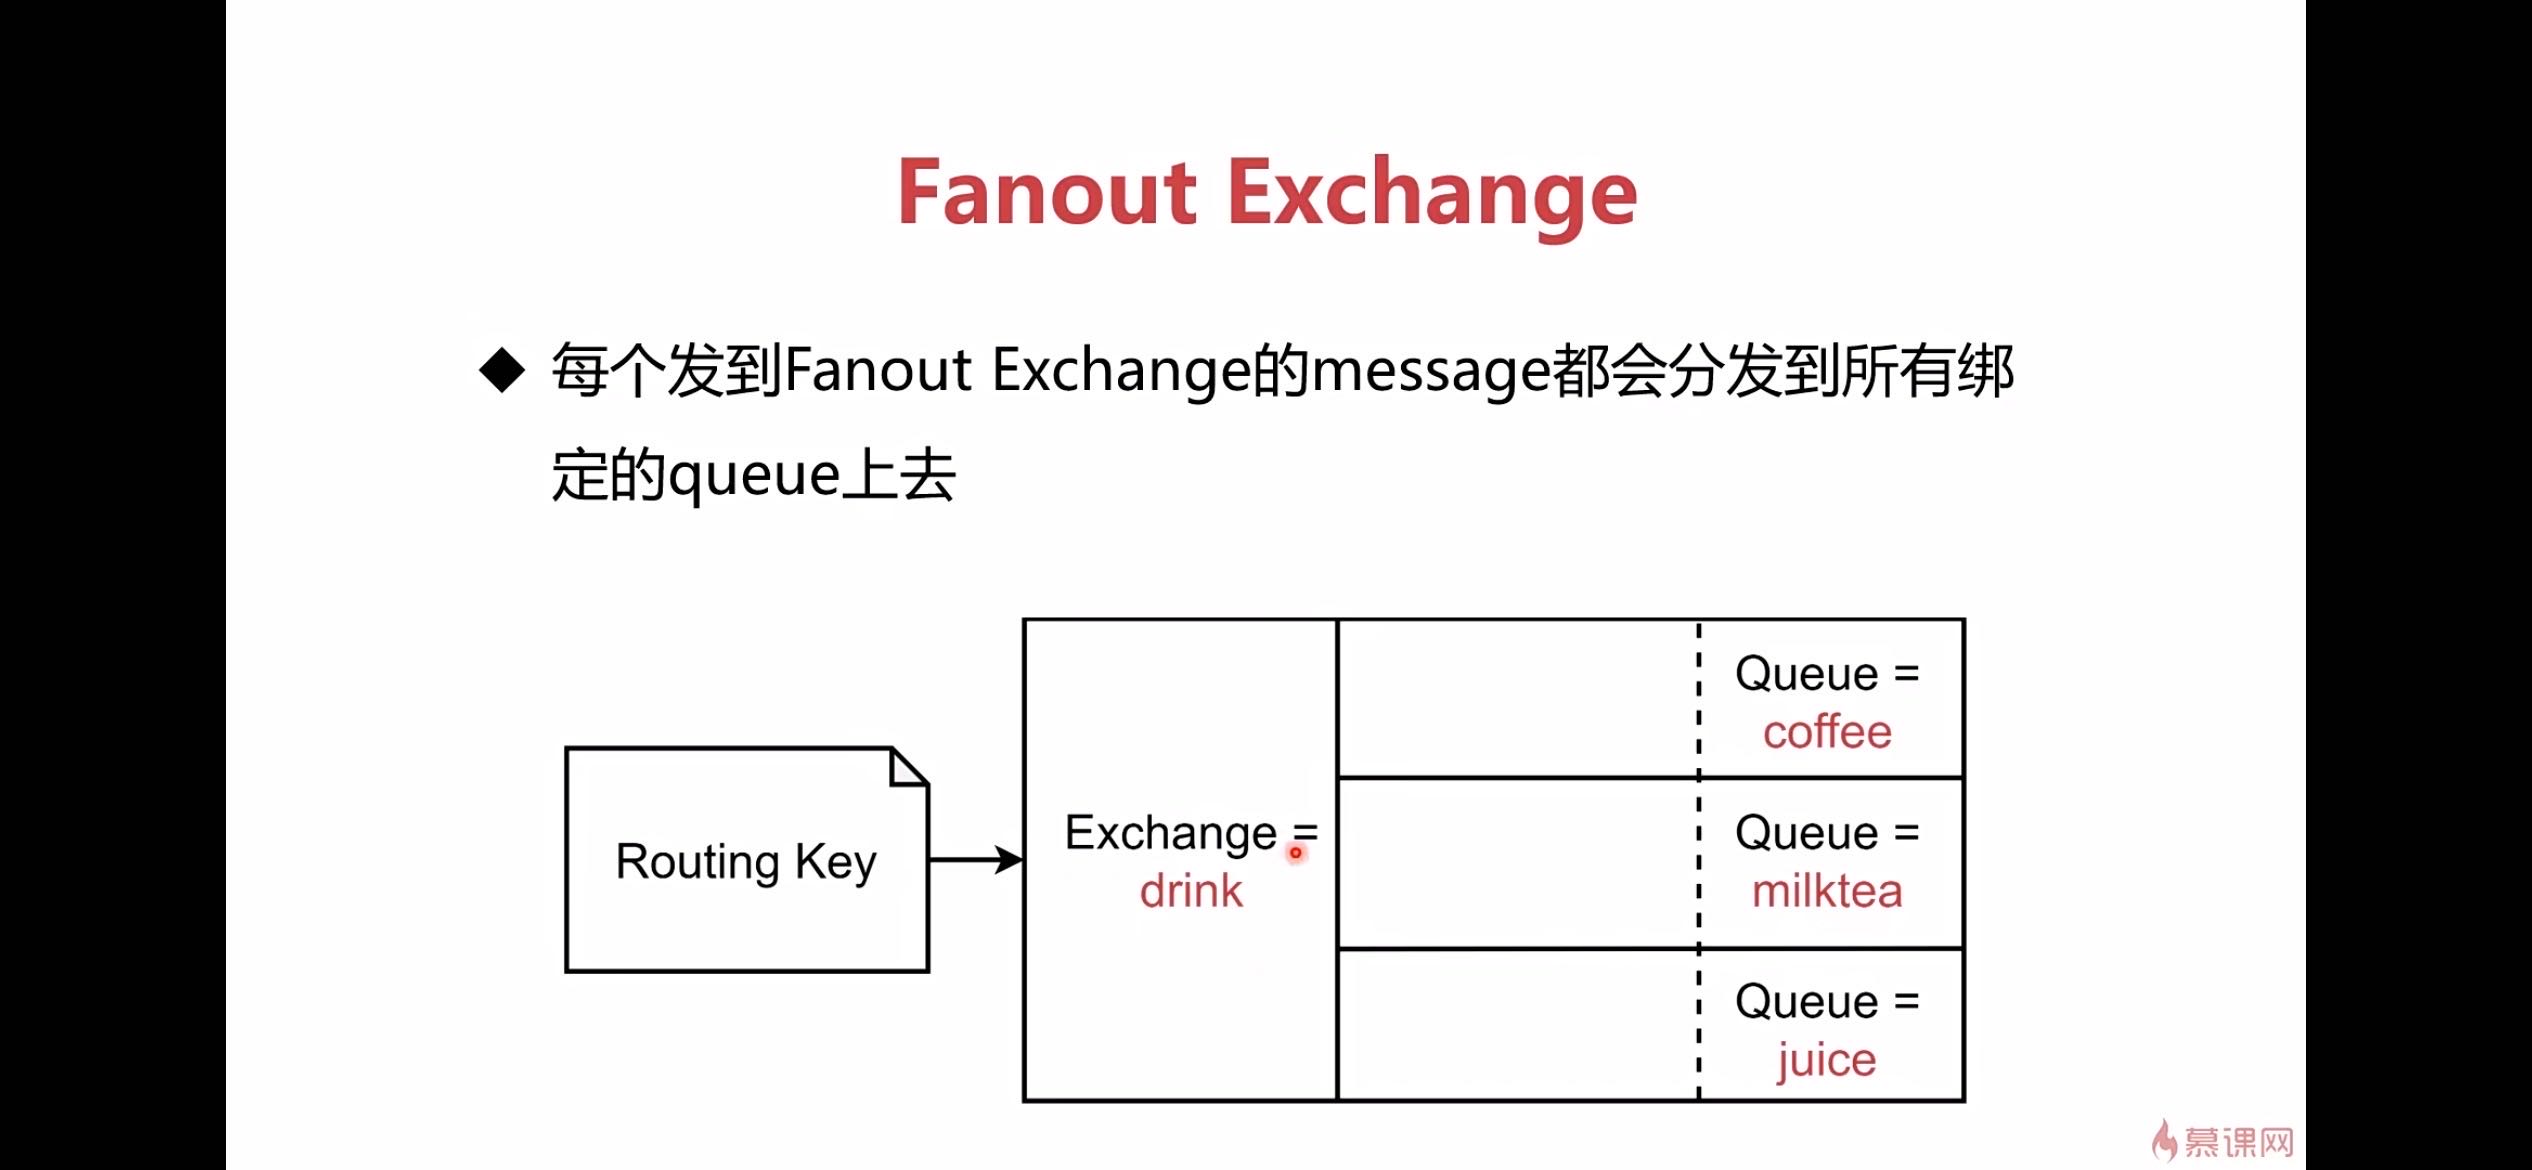 Fanout Exchange
◆ 每个发到Fanout Exchange的message都会分发到所有绑
定的queue上去
Routing Key
Exchange =
drink
Queue =
coffee
Queue =
milktea
Queue =
juice
慕课网